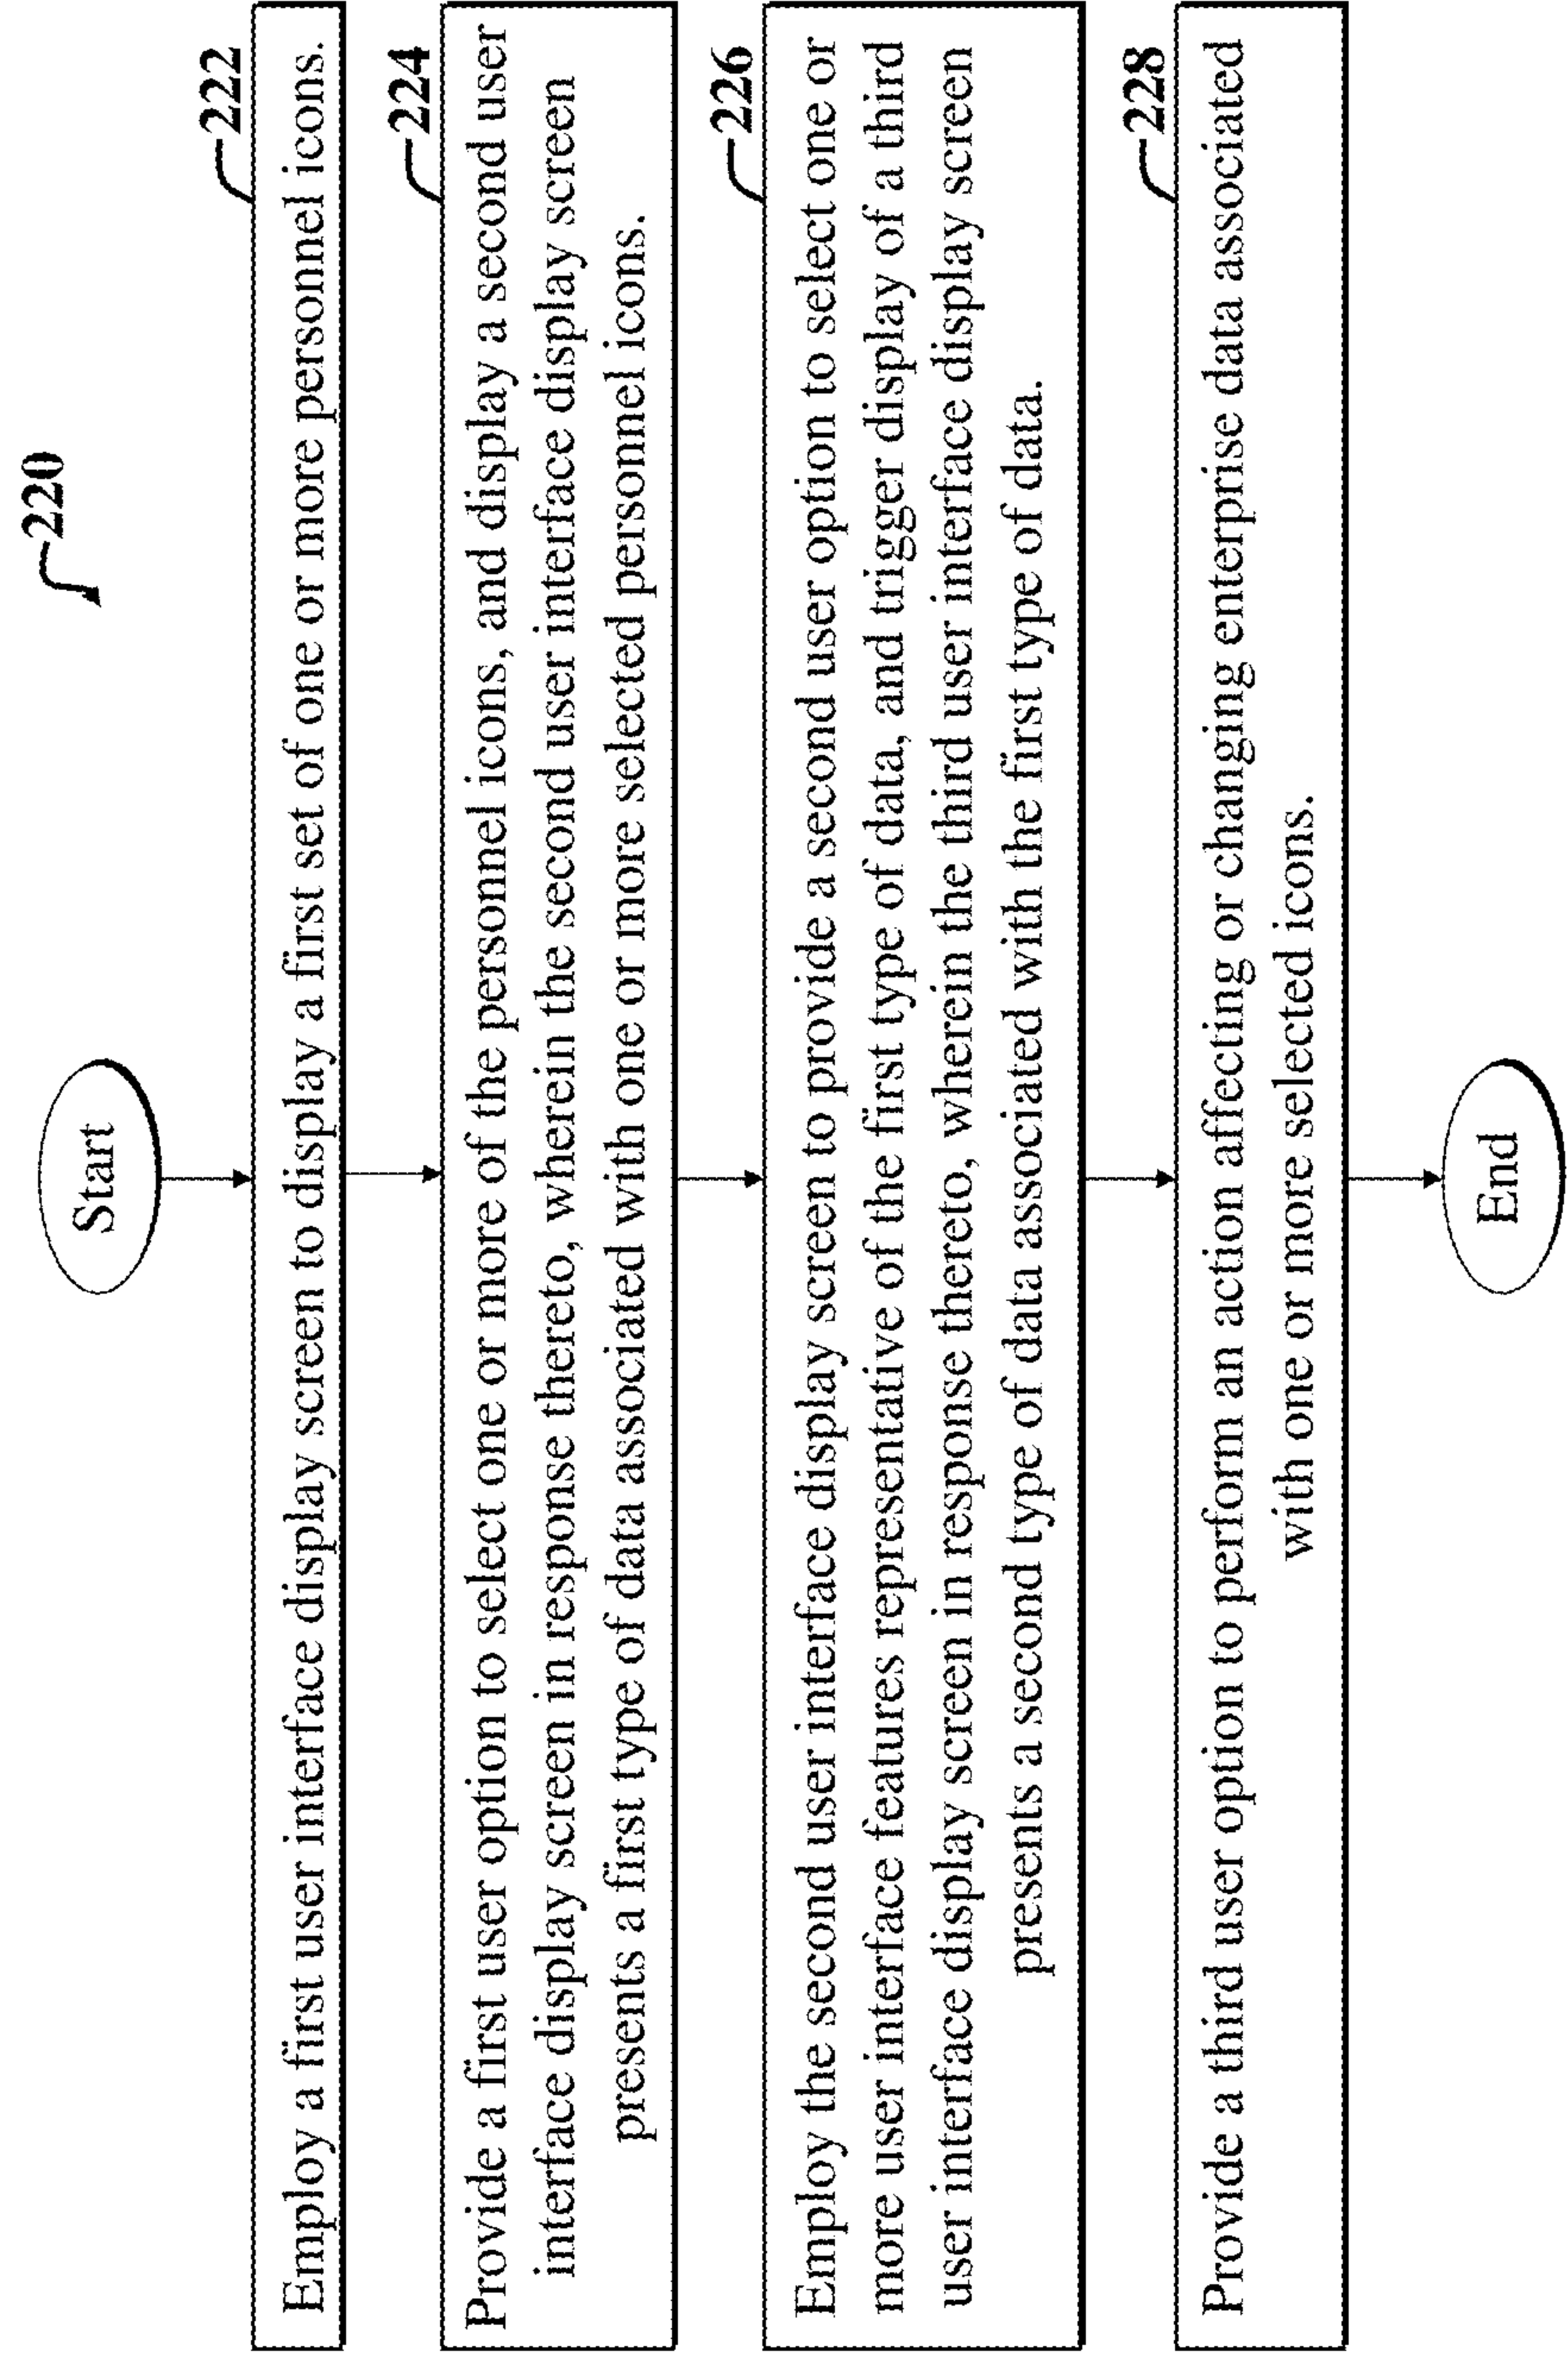 220
Start
222
Employ a first user interface display screen to display a first set of one or more personnel icons.
224
Provide a first user option to select one or more of the personnel icons, and display a second user
interface display screen in response thereto, wherein the second user interface display screen
presents a first type of data associated with one or more selected personnel icons.
226
Employ the second user interface display screen to provide a second user option to select one or
more user interface features representative of the first type of data, and trigger display of a third
user interface display screen in response thereto, wherein the third user interface display screen
presents a second type of data associated with the first type of data.
228
Provide a third user option to perform an action affecting or changing enterprise data associated
with one or more selected icons.
End